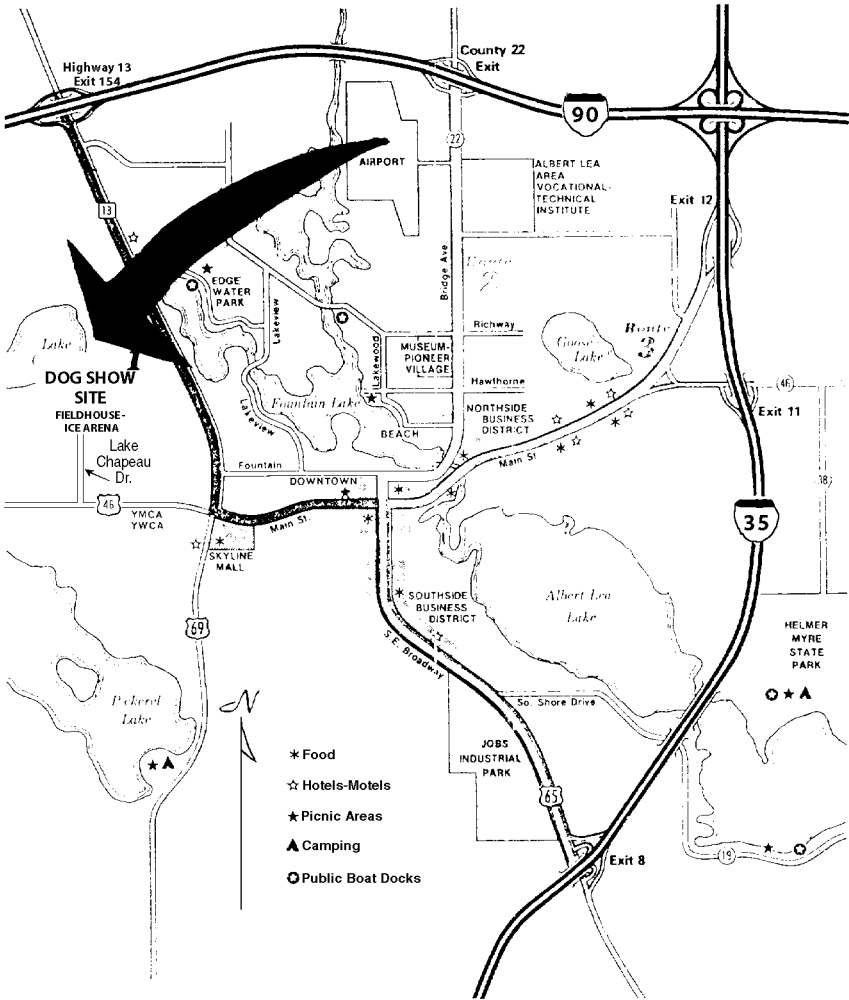 County 22
Exit
Highway 13
Exit 154
90
22
AIRPORT
ALBERT LEA
AREA
VOCATIONAL-
TECHNICAL
INSTITUTE
Exit 12
13
Bridge Ave.
Route
2
EDGE
WATER
PARK
Lakeview
Richway
Route
3
Goose
Lake
Lake
MUSEUM-
PIONEER
VILLAGE
Lakewood
DOG SHOW
SITE
FIELDHOUSE-
ICE ARENA
Hawthorne
46
Exit 11
Fountain Lake
Lakeview
NORTHSIDE
BUSINESS
DISTRICT
BEACH
Lake
Chapeau
Dr.
Main St.
Fountain
DOWNTOWN
38
46
YMCA
YWCA
Main St.
35
SKYLINE
MALL
SOUTHSIDE
BUSINESS
DISTRICT
Albert Lea
Lake
HELMER
MYRE
STATE
PARK
69
S.E. Broadway
Pickerel
Lake
N
So. Shore Drive
JOBS
INDUSTRIAL
PARK
Food
Hotels-Motels
65
Picnic Areas
Camping
19
Exit 8
Public Boat Docks